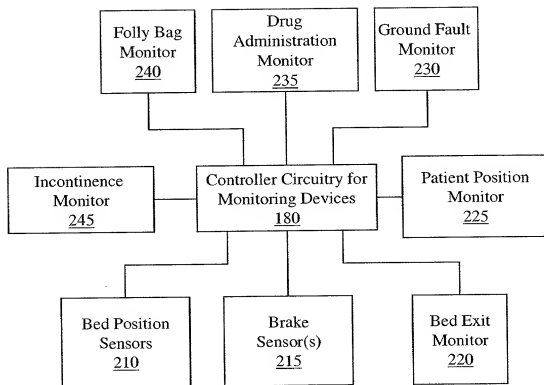 Folly Bag
Monitor
240
Drug
Administration
Monitor
235
Ground Fault
Monitor
230
Incontinence
Monitor
245
Controller Circuitry for
Monitoring Devices
180
Patient Position
Monitor
225
Bed Position
Sensors
210
Brake
Sensor(s)
215
Bed Exit
Monitor
220